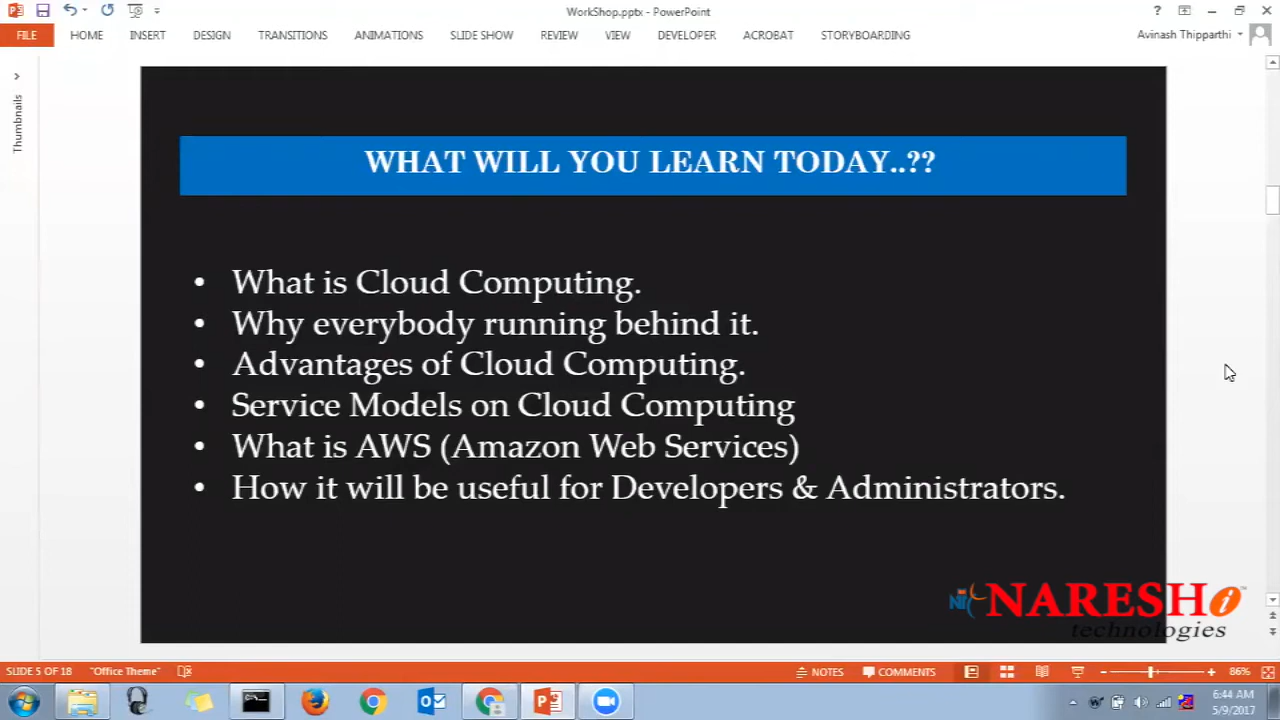 WorkShop.pptx - PowerPoint
?
FILE HOME INSERT DESIGN TRANSITIONS ANIMATIONS SLIDE SHOW REVIEW VIEW DEVELOPER ACROBAT STORYBOARDING Avinash Thipparthi
Thumbnails
WHAT WILL YOU LEARN TODAY..??
• What is Cloud Computing.
• Why everybody running behind it.
• Advantages of Cloud Computing.
• Service Models on Cloud Computing
• What is AWS (Amazon Web Services)
• How it will be useful for Developers & Administrators.
NARESH i
technologies
SLIDE 5 OF 18 "Office Theme" NOTES COMMENTS 86%
6:44 AM
5/9/2017